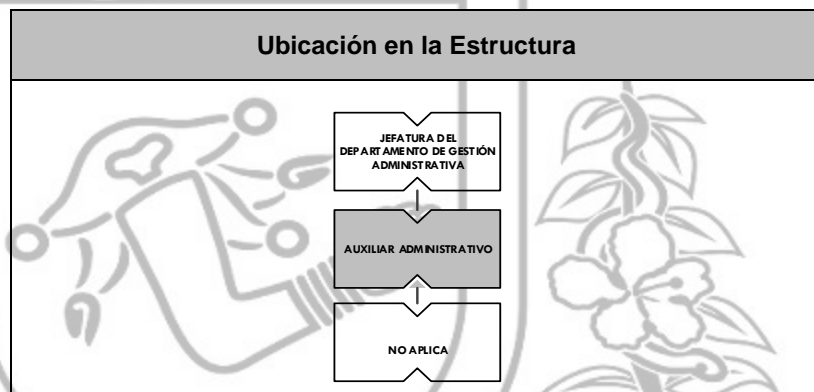 Ubicación en la Estructura
JEFATURA DEL
DEPARTAMENTO DE GESTIÓN
ADMINISTRATIVA
AUXILIAR ADMINISTRATIVO
NO APLICA